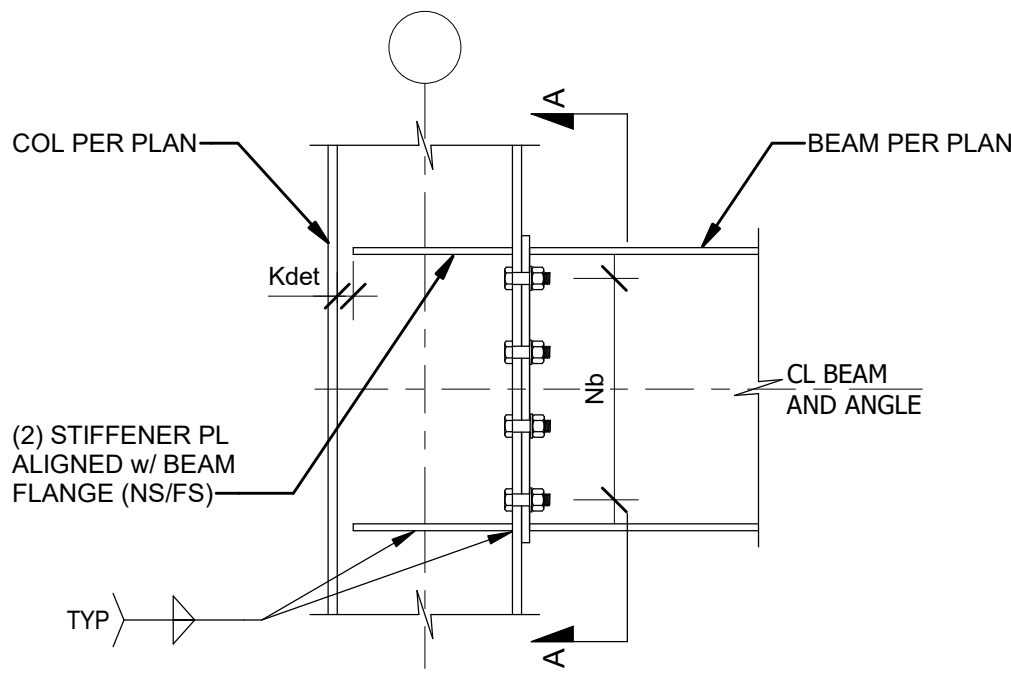 A
COL PER PLAN
BEAM PER PLAN
Kdet
Nb
CL BEAM
AND ANGLE
(2) STIFFENER PL
ALIGNED w/ BEAM
FLANGE (NS/FS)
TYP
A